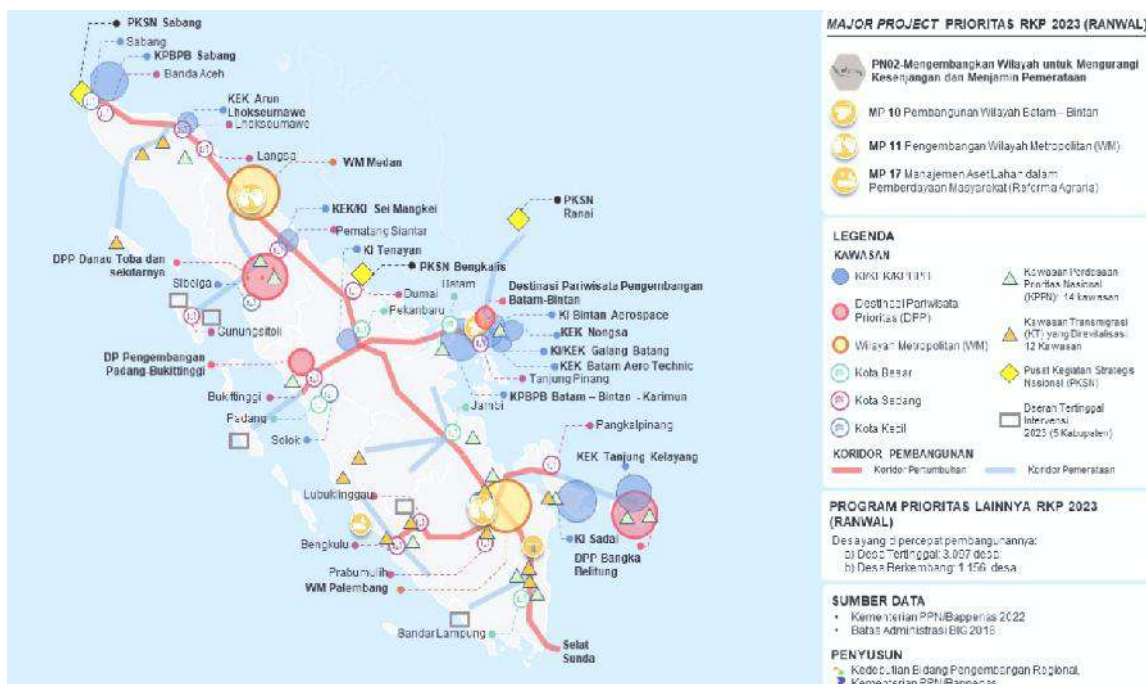 PKSN Sabang
Sabang
KPBPB Sabang
Banda Aceh
KEK Arun
Lhokseumawe
Lhokseumawe
Langsa
WM Medan
KEK/KI Sei Mangkei
Pematang Siantar
KI Tenayan
PKSN Bengkalis
PKSN
Ranai
DPP Danau Toba dan
sekitarnya
Sibolga
Gunungsitoli
Dumai
Pekanbaru
Batam
Destinasi Pariwisata Pengembangan
Batam-Bintan
KI Bintan Aerospace
KEK Nongsa
KI/KEK Galang Batang
KEK Batam Aero Technic
Tanjung Pinang
KPBPB Batam – Bintan - Karimun
DP Pengembangan
Padang-Bukittinggi
Bukittinggi
Padang
Solok
Jambi
Pangkalpinang
KEK Tanjung Kelayang
Lubuklinggau
Bengkulu
Prabumulih
WM Palembang
KI Sadai
DPP Bangka
Belitung
Bandar Lampung
Selat
Sunda
MAJOR PROJECT PRIORITAS RKP 2023 (RANWAL)
PN02-Mengembangkan Wilayah untuk Mengurangi
Kesenjangan dan Menjamin Pemerataan
MP 10 Pembangunan Wilayah Batam – Bintan
MP 11 Pengembangan Wilayah Metropolitan (WM)
MP 17 Manajemen Aset Lahan dalam
Pemberdayaan Masyarakat (Reforma Agraria)
LEGENDA
KAWASAN
KI/KEK/KPBPB
Destinasi Pariwisata
Prioritas (DPP)
Wilayah Metropolitan (WM)
Kota Besar
Kota Sedang
Kota Kecil
Kawasan Perdesaan
Prioritas Nasional
(KPPN): 14 kawasan
Kawasan Transmigrasi
(KT) yang Direvitalisasi
12 Kawasan
Pusat Kegiatan Strategis
Nasional (PKSN)
Daerah Tertinggal
Intervensi
2023 (5 Kabupaten)
KORIDOR PEMBANGUNAN
Koridor Pertumbuhan
Koridor Pemerataan
PROGRAM PRIORITAS LAINNYA RKP 2023
(RANWAL)
Desa yang dipercepat pembangunannya:
a) Desa Tertinggal: 3.097 desa
b) Desa Berkembang: 1.156 desa
SUMBER DATA
• Kementerian PPN/Bappenas 2022
• Batas Administrasi BIG 2018
PENYUSUN
Kedeputian Bidang Pengembangan Regional,
Kementerian PPN/Bappenas